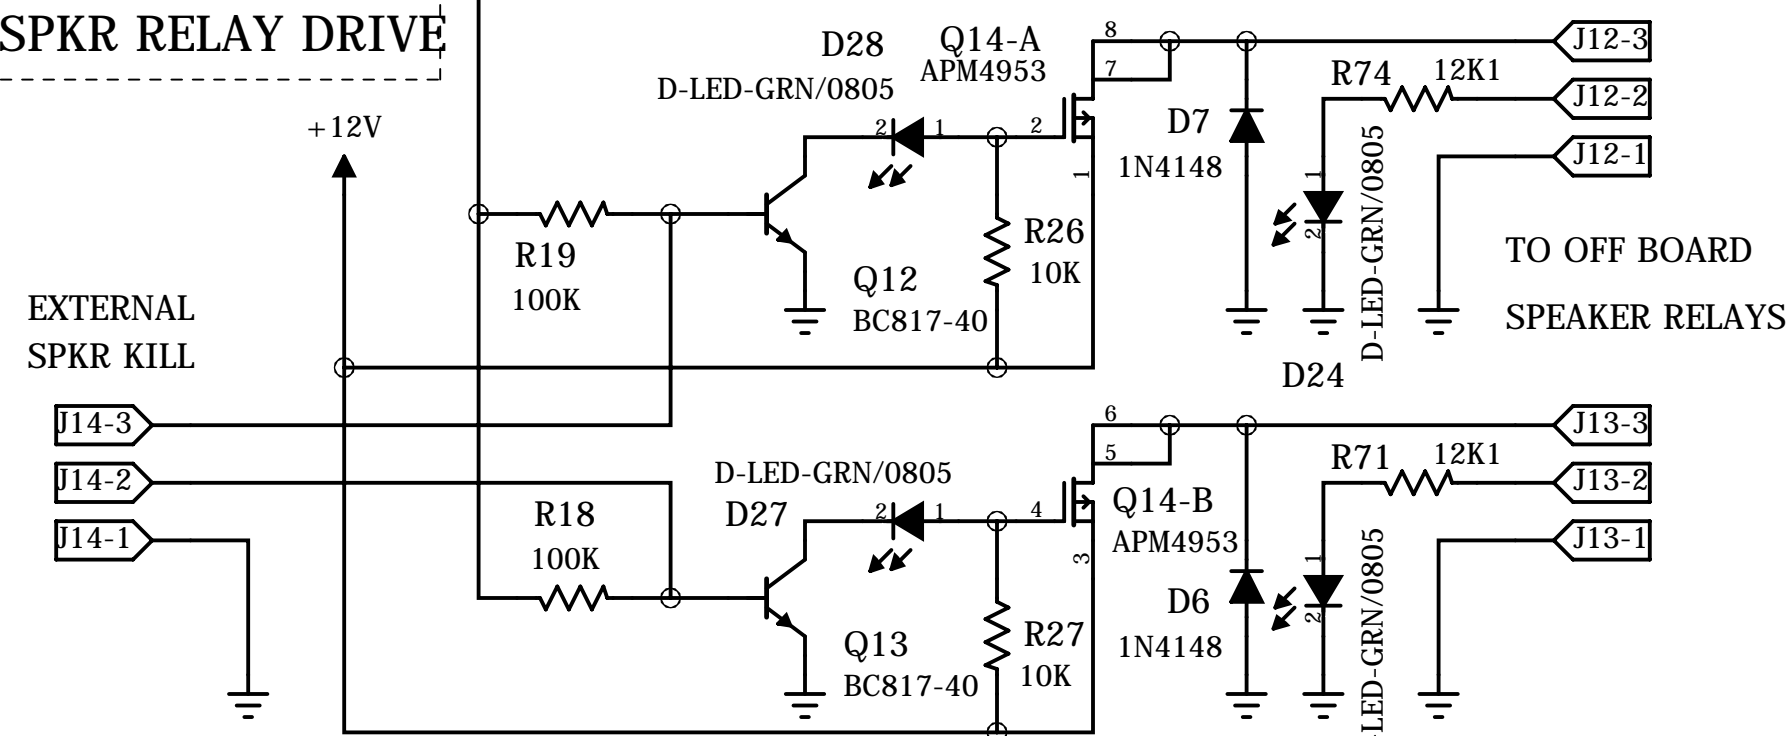 SPKR RELAY DRIVE
+12V
D28
D-LED-GRN/0805
Q14-A
APM4953
8
7
2
1
2
1
R19
100K
Q12
BC817-40
R26
10K
D7
1N4148
R74
12K1
1
2
D-LED-GRN/0805
D24
J12-3
J12-2
J12-1
TO OFF BOARD
SPEAKER RELAYS
EXTERNAL
SPKR KILL
J14-3
J14-2
J14-1
R18
100K
D-LED-GRN/0805
D27
2
1
4
Q13
BC817-40
R27
10K
6
5
Q14-B
APM4953
3
D6
1N4148
R71
12K1
1
2
-LED-GRN/0805
J13-3
J13-2
J13-1